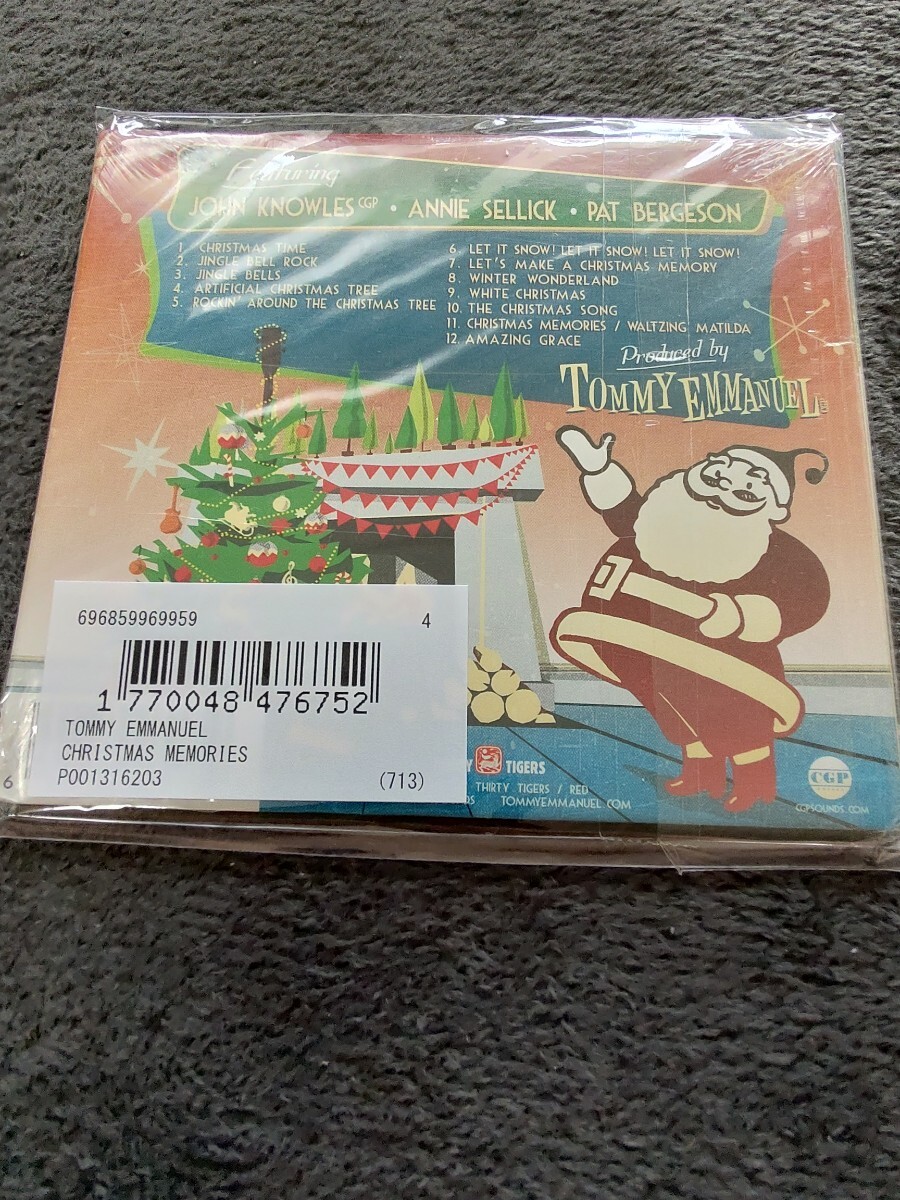 Featuring
JOHN KNOWLES CGP • ANNIE SELLICK • PAT BERGESON
1. CHRISTMAS TIME
2. JINGLE BELL ROCK
3. JINGLE BELLS
4. ARTIFICIAL CHRISTMAS TREE
5. ROCKIN' AROUND THE CHRISTMAS TREE
6. LET IT SNOW! LET IT SNOW! LET IT SNOW!
7. LET'S MAKE A CHRISTMAS MEMORY
8. WINTER WONDERLAND
9. WHITE CHRISTMAS
10. THE CHRISTMAS SONG
11. CHRISTMAS MEMORIES / WALTZING MATILDA
12. AMAZING GRACE
Produced by
TOMMY EMMANUEL
696859969959 4
1 770048 476752
TOMMY EMMANUEL
CHRISTMAS MEMORIES
P001316203 (713)
6
TIGERS
THIRTY TIGERS / RED
TOMMYEMMANUEL.COM
CGP
CGPSOUNDS.COM